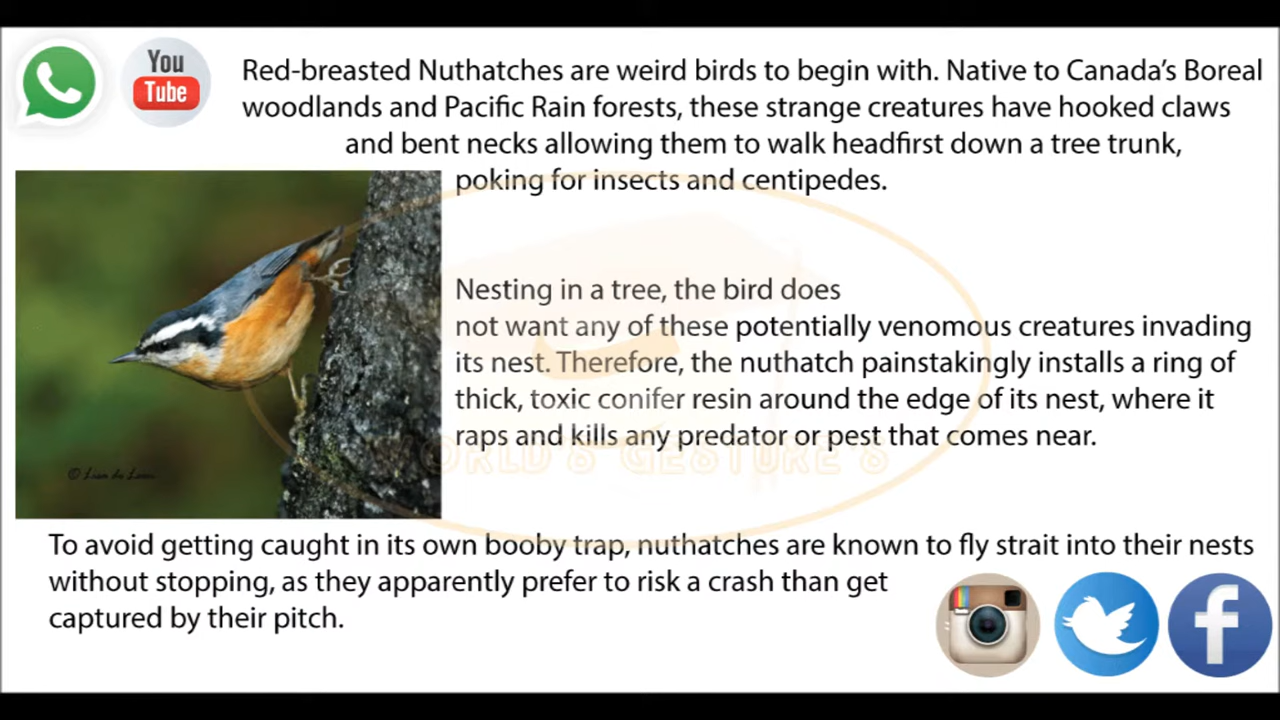 You
Tube
Red-breasted Nuthatches are weird birds to begin with. Native to Canada’s Boreal
woodlands and Pacific Rain forests, these strange creatures have hooked claws
and bent necks allowing them to walk headfirst down a tree trunk,
poking for insects and centipedes.
Nesting in a tree, the bird does
not want any of these potentially venomous creatures invading
its nest. Therefore, the nuthatch painstakingly installs a ring of
thick, toxic conifer resin around the edge of its nest, where it
raps and kills any predator or pest that comes near.
ORLD'S GESTURE'S
To avoid getting caught in its own booby trap, nuthatches are known to fly strait into their nests
without stopping, as they apparently prefer to risk a crash than get
captured by their pitch.